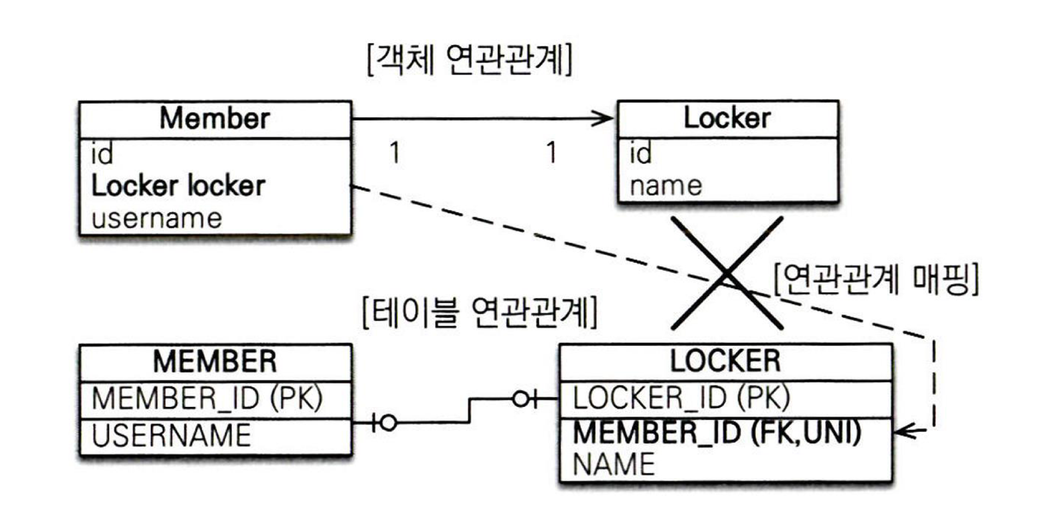 [객체 연관관계]
Member
id
Locker locker
username
1
1
Locker
id
name
[연관관계 매핑]
[테이블 연관관계]
MEMBER
MEMBER_ID (PK)
USERNAME
LOCKER
LOCKER_ID (PK)
MEMBER_ID (FK,UNI)
NAME